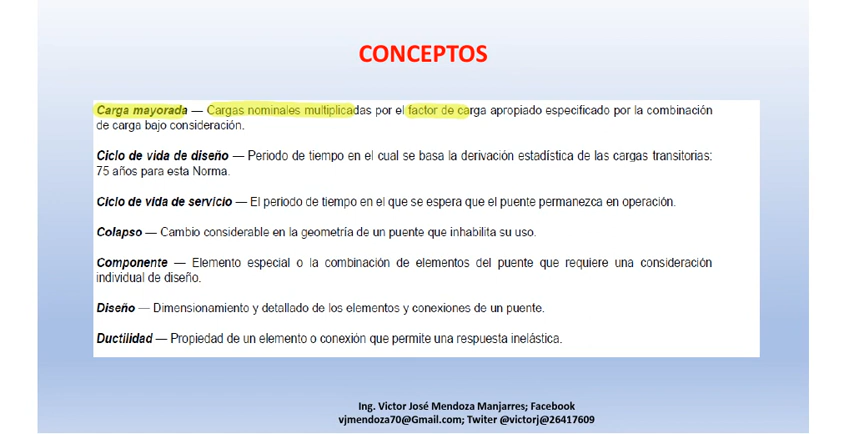 CONCEPTOS
Carga mayorada — Cargas nominales multiplicadas por el factor de carga apropiado especificado por la combinación
de carga bajo consideración.
Ciclo de vida de diseño — Periodo de tiempo en el cual se basa la derivación estadística de las cargas transitorias:
75 años para esta Norma.
Ciclo de vida de servicio — El periodo de tiempo en el que se espera que el puente permanezca en operación.
Colapso — Cambio considerable en la geometría de un puente que inhabilita su uso.
Componente — Elemento especial o la combinación de elementos del puente que requiere una consideración
individual de diseño.
Diseño — Dimensionamiento y detallado de los elementos y conexiones de un puente.
Ductilidad — Propiedad de un elemento o conexión que permite una respuesta inelástica.
Ing. Victor José Mendoza Manjarres; Facebook
vjmendoza70@Gmail.com; Twiter @victorj@26417609